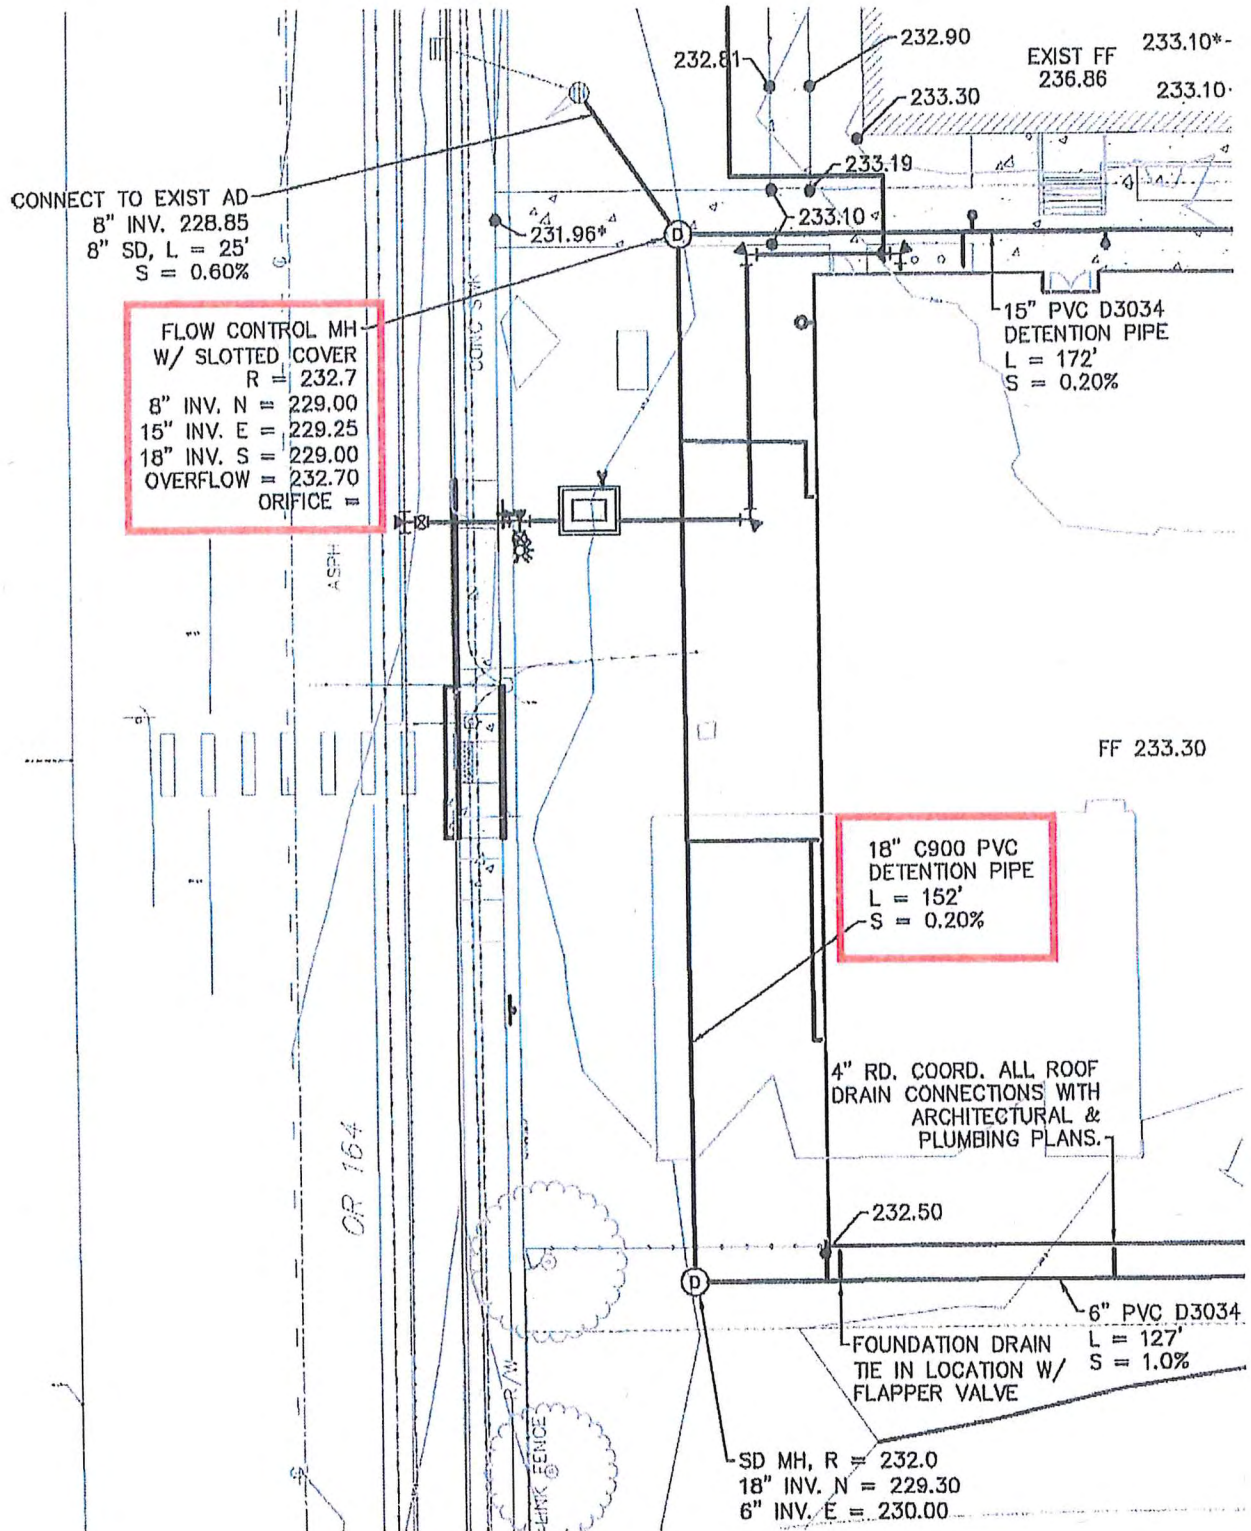 232.81
232.90
EXIST FF
236.86
233.10*
233.10
233.30
233.19
233.10
231.96*
CONNECT TO EXIST AD
8" INV. 228.85
8" SD, L = 25'
S = 0.60%
FLOW CONTROL MH
W/ SLOTTED COVER
R = 232.7
8" INV. N = 229.00
15" INV. E = 229.25
18" INV. S = 229.00
OVERFLOW = 232.70
ORIFICE =
D
15" PVC D3034
DETENTION PIPE
L = 172'
S = 0.20%
CONC S/W
ASPH
FF 233.30
18" C900 PVC
DETENTION PIPE
L = 152'
S = 0.20%
4" RD. COORD. ALL ROOF
DRAIN CONNECTIONS WITH
ARCHITECTURAL &
PLUMBING PLANS.
OR 164
232.50
D
6" PVC D3034
L = 127'
S = 1.0%
FOUNDATION DRAIN
TIE IN LOCATION W/
FLAPPER VALVE
R/W
LINK FENCE
SD MH, R = 232.0
18" INV. N = 229.30
6" INV. E = 230.00